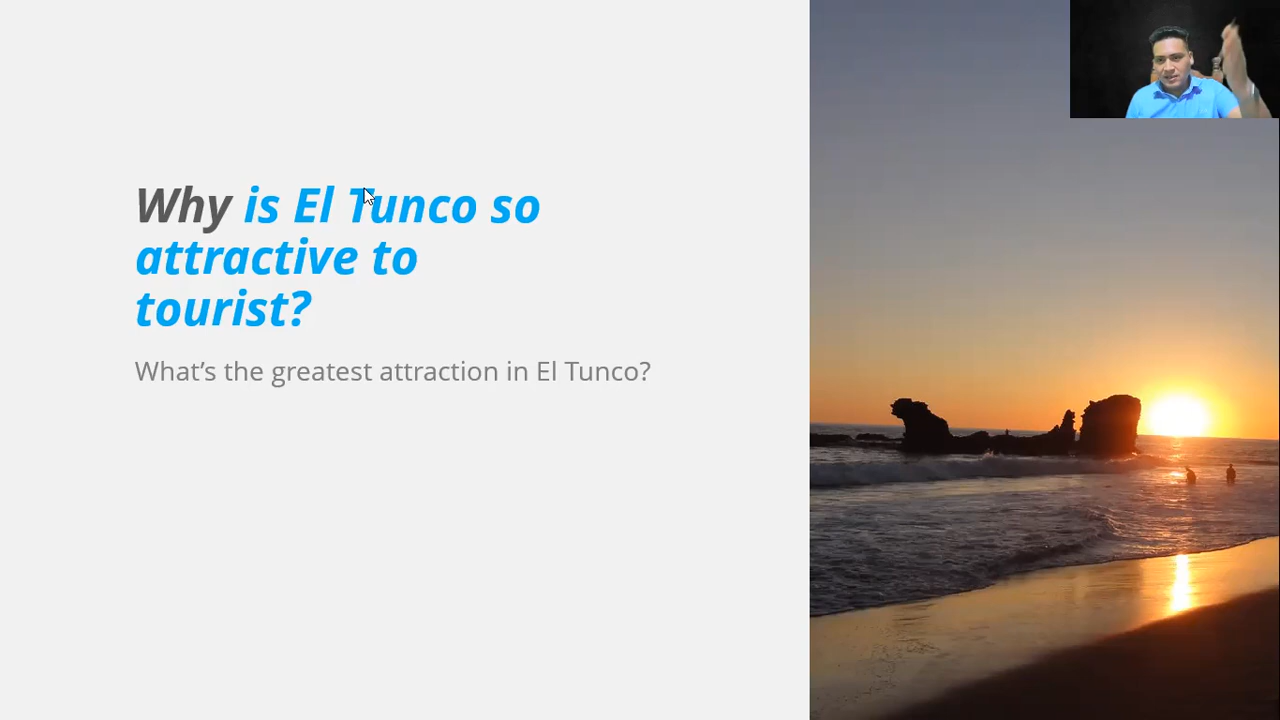 Why is El Tunco so
attractive to
tourist?
What’s the greatest attraction in El Tunco?